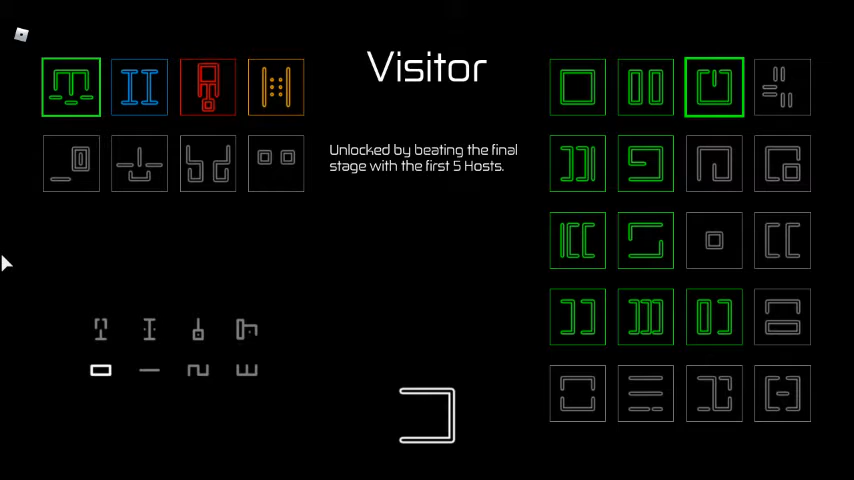 Visitor
Unlocked by beating the final
stage with the first 5 Hosts.